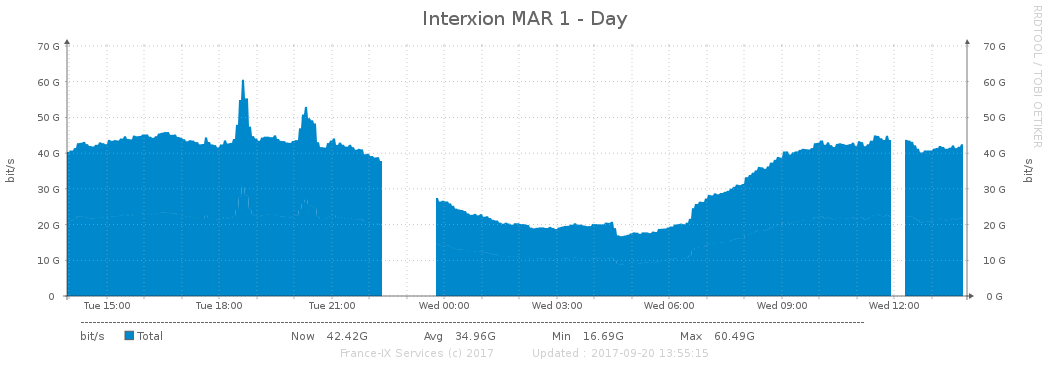 Interxion MAR 1 - Day
RRDTOOL / TOBI OETIKER
bit/s
70 G 70 G
60 G 60 G
50 G 50 G
40 G 40 G
30 G 30 G
20 G 20 G
10 G 10 G
0 0 G
bit/s
Tue 15:00 Tue 18:00 Tue 21:00 Wed 00:00 Wed 03:00 Wed 06:00 Wed 09:00 Wed 12:00
bit/s Total Now 42.42G Avg 34.96G Min 16.69G Max 60.49G
France-IX Services (c) 2017 Updated : 2017-09-20 13:55:15